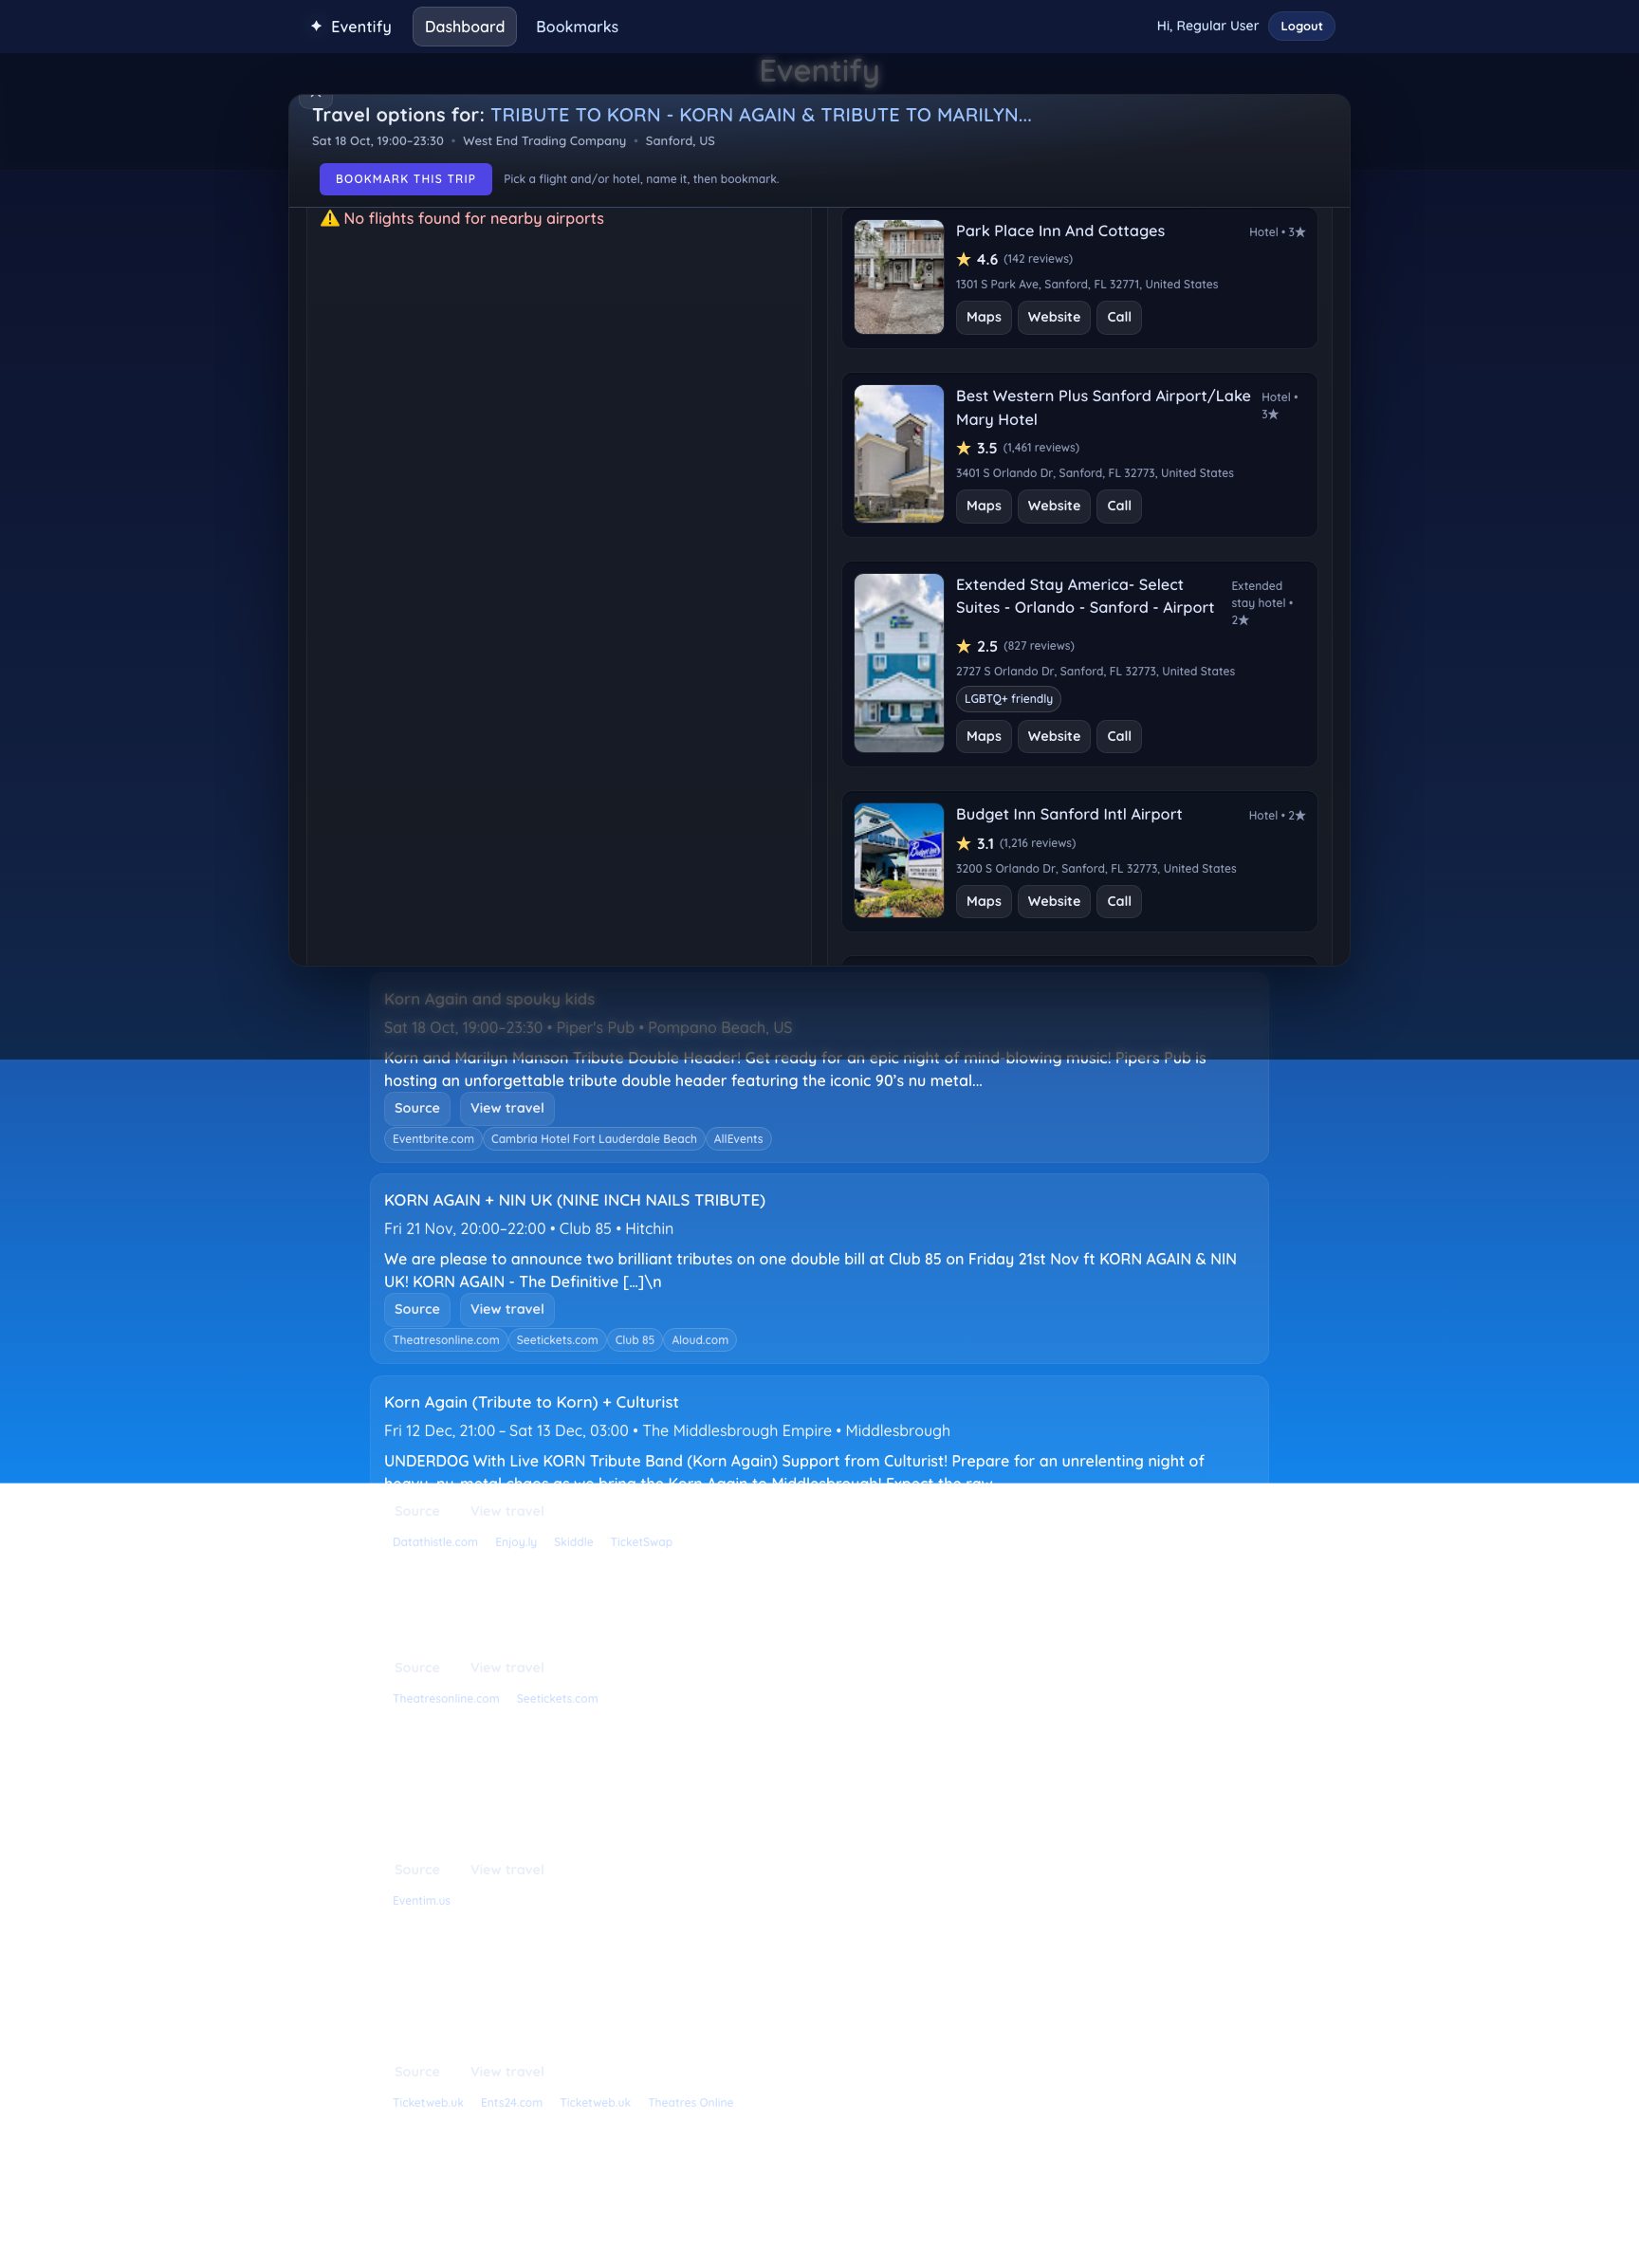 ✦ Eventify Dashboard Bookmarks Hi, Regular User Logout
Eventify
Travel options for: TRIBUTE TO KORN - KORN AGAIN & TRIBUTE TO MARILYN...
Sat 18 Oct, 19:00–23:30 • West End Trading Company • Sanford, US
BOOKMARK THIS TRIP Pick a flight and/or hotel, name it, then bookmark.
⚠️ No flights found for nearby airports
Park Place Inn And Cottages Hotel • 3★
★ 4.6 (142 reviews)
1301 S Park Ave, Sanford, FL 32771, United States
Maps Website Call
Best Western Plus Sanford Airport/Lake Hotel •
Mary Hotel 3★
★ 3.5 (1,461 reviews)
3401 S Orlando Dr, Sanford, FL 32773, United States
Maps Website Call
Extended Stay America- Select Extended
Suites - Orlando - Sanford - Airport stay hotel •
2★
★ 2.5 (827 reviews)
2727 S Orlando Dr, Sanford, FL 32773, United States
LGBTQ+ friendly
Maps Website Call
Budget Inn Sanford Intl Airport Hotel • 2★
★ 3.1 (1,216 reviews)
3200 S Orlando Dr, Sanford, FL 32773, United States
Maps Website Call
Korn Again and spouky kids
Sat 18 Oct, 19:00–23:30 • Piper's Pub • Pompano Beach, US
Korn and Marilyn Manson Tribute Double Header! Get ready for an epic night of mind-blowing music! Pipers Pub is
hosting an unforgettable tribute double header featuring the iconic 90's nu metal...
Source View travel
Eventbrite.com Cambria Hotel Fort Lauderdale Beach AllEvents
KORN AGAIN + NIN UK (NINE INCH NAILS TRIBUTE)
Fri 21 Nov, 20:00–22:00 • Club 85 • Hitchin
We are please to announce two brilliant tributes on one double bill at Club 85 on Friday 21st Nov ft KORN AGAIN & NIN
UK! KORN AGAIN - The Definitive [...]\n
Source View travel
Theatresonline.com Seetickets.com Club 85 Aloud.com
Korn Again (Tribute to Korn) + Culturist
Fri 12 Dec, 21:00 – Sat 13 Dec, 03:00 • The Middlesbrough Empire • Middlesbrough
UNDERDOG With Live KORN Tribute Band (Korn Again) Support from Culturist! Prepare for an unrelenting night of
heavy, nu-metal chaos as we bring the Korn Again to Middlesbrough! Expect the raw
Source View travel
Datathistle.com Enjoy.ly Skiddle TicketSwap
Source View travel
Theatresonline.com Seetickets.com
Source View travel
Eventim.us
Source View travel
Ticketweb.uk Ents24.com Ticketweb.uk Theatres Online